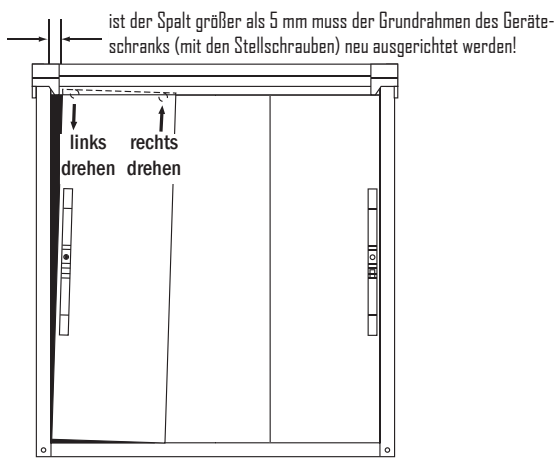 ist der Spalt größer als 5 mm muss der Grundrahmen des Geräte-
schranks (mit den Stellschrauben) neu ausgerichtet werden!
links rechts
drehen drehen